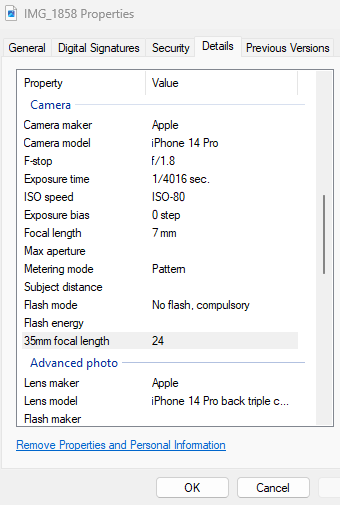 IMG_1858 Properties
General Digital Signatures Security Details Previous Versions
Property Value
Camera
Camera maker Apple
Camera model iPhone 14 Pro
F-stop f/1.8
Exposure time 1/4016 sec.
ISO speed ISO-80
Exposure bias 0 step
Focal length 7 mm
Max aperture
Metering mode Pattern
Subject distance
Flash mode No flash, compulsory
Flash energy
35mm focal length 24
Advanced photo
Lens maker Apple
Lens model iPhone 14 Pro back triple c...
Flash maker
Remove Properties and Personal Information
OK Cancel